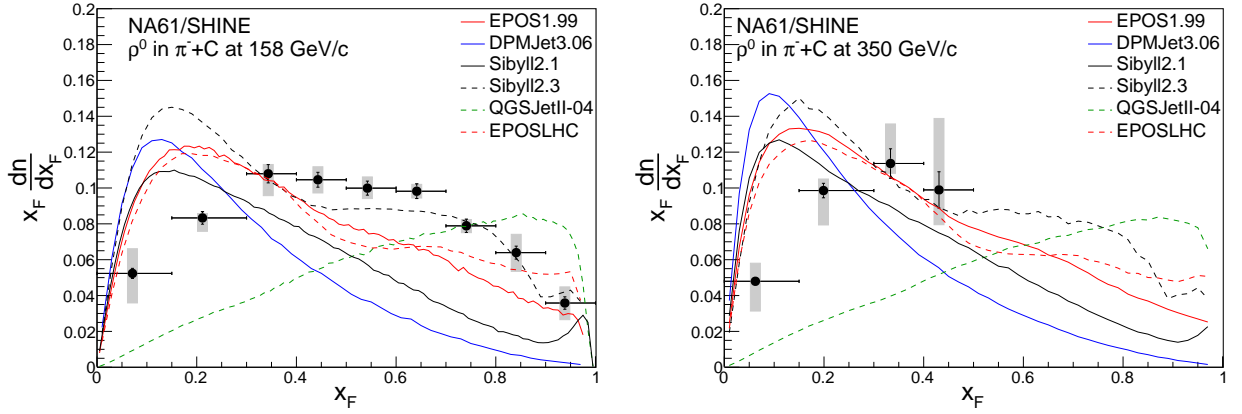 NA61/SHINE
ρ⁰ in π⁻+C at 158 GeV/c
EPOS1.99
DPMJet3.06
Sibyll2.1
Sibyll2.3
QGSJetII-04
EPOSLHC
x_F dn/dx_F
0.2
0.18
0.16
0.14
0.12
0.1
0.08
0.06
0.04
0.02
0
0 0.2 0.4 0.6 0.8 1
x_F
NA61/SHINE
ρ⁰ in π⁻+C at 350 GeV/c
EPOS1.99
DPMJet3.06
Sibyll2.1
Sibyll2.3
QGSJetII-04
EPOSLHC
x_F dn/dx_F
0.2
0.18
0.16
0.14
0.12
0.1
0.08
0.06
0.04
0.02
0
0 0.2 0.4 0.6 0.8 1
x_F